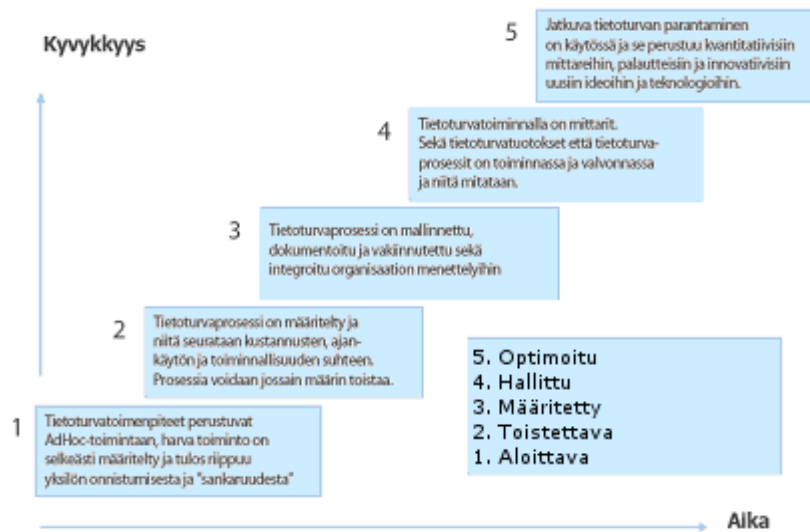 Kyvykkyys
5
Jatkuva tietoturvan parantaminen
on käytössä ja se perustuu kvantitatiivisiin
mittareihin, palautteisiin ja innovatiivisiin
uusiin ideoihin ja teknologioihin.
4
Tietoturvatoiminnalla on mittarit.
Sekä tietoturvatuotokset että tietoturva-
prosessit on toiminnassa ja valvonnassa
ja niitä mitataan.
3
Tietoturvaprosessi on mallinnettu,
dokumentoitu ja vakiinnutettu sekä
integroitu organisaation menettelyihin
2
Tietoturvaprosessi on määritelty ja
niitä seurataan kustannusten, ajan-
käytön ja toiminnallisuuden suhteen.
Prosessia voidaan jossain määrin toistaa.
1
Tietoturvatoimenpiteet perustuvat
AdHoc-toimintaan, harva toiminto on
selkeästi määritelty ja tulos riippuu
yksilön onnistumisesta ja "sankaruudesta"
5. Optimoitu
4. Hallittu
3. Määritetty
2. Toistettava
1. Aloittava
Aika